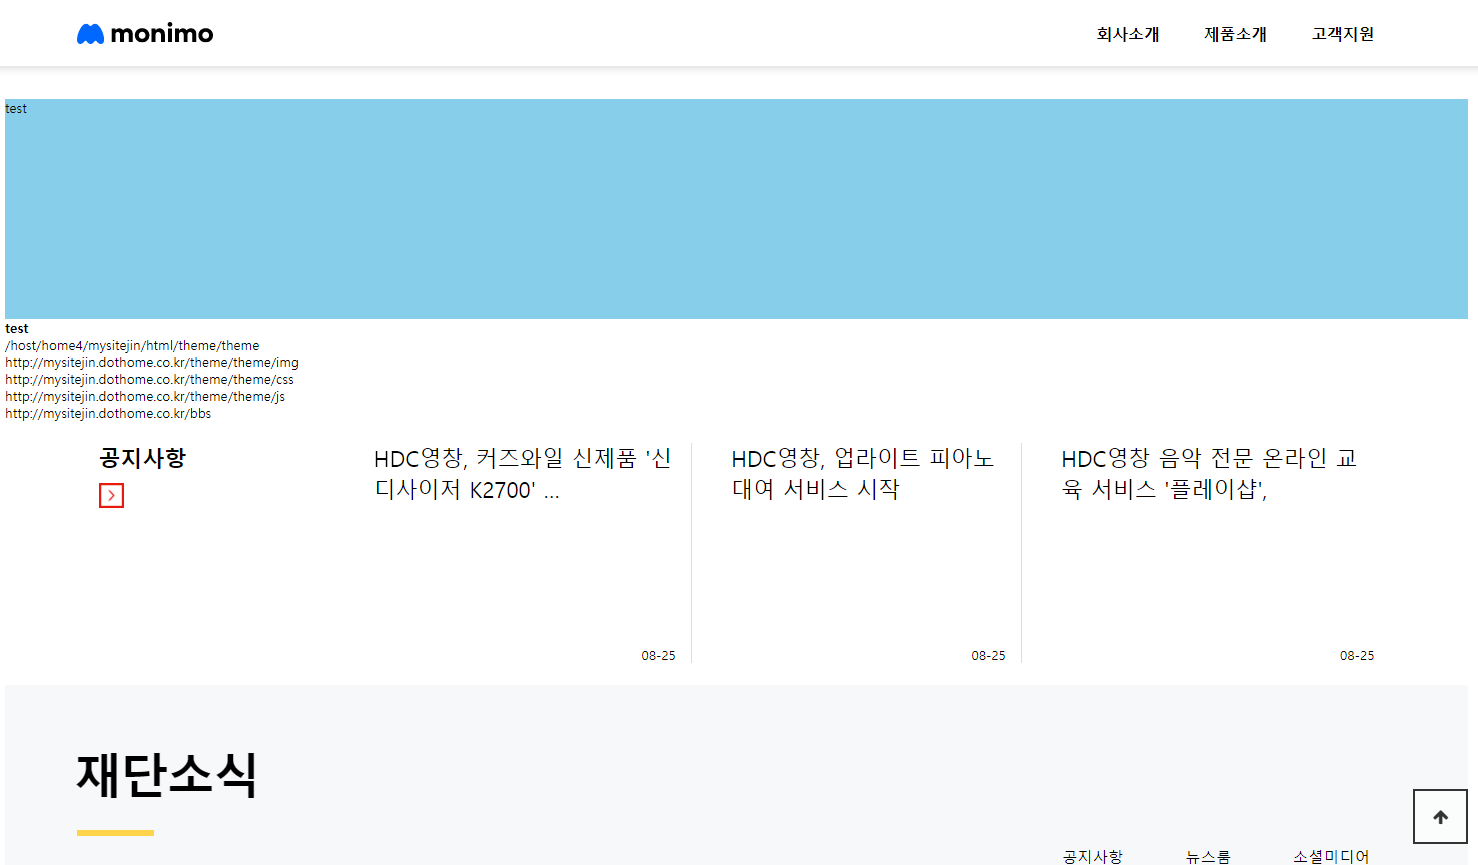 monimo
회사소개 제품소개 고객지원
test
test
/host/home4/mysitejin/html/theme/theme
http://mysitejin.dothome.co.kr/theme/theme/img
http://mysitejin.dothome.co.kr/theme/theme/css
http://mysitejin.dothome.co.kr/theme/theme/js
http://mysitejin.dothome.co.kr/bbs
공지사항
HDC영창, 커즈와일 신제품 '신
디사이저 K2700' ...
08-25
HDC영창, 업라이트 피아노
대여 서비스 시작
08-25
HDC영창 음악 전문 온라인 교
육 서비스 '플레이샵',
08-25
재단소식
공지사항 뉴스룸 소셜미디어